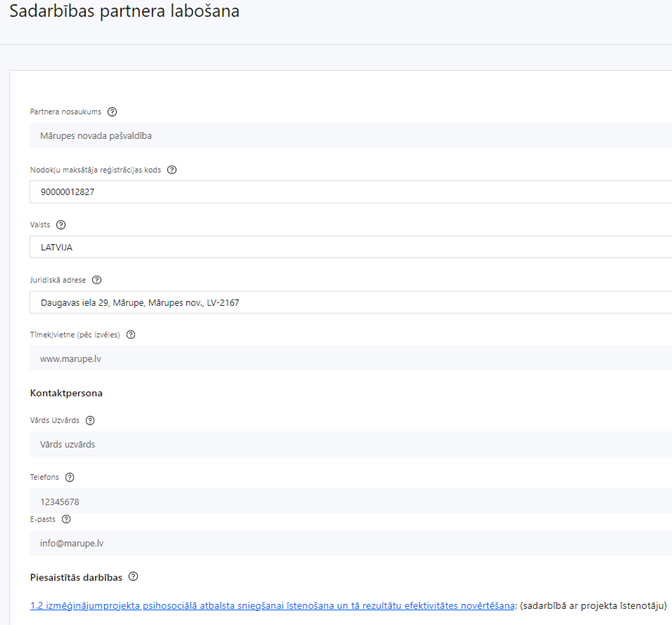 Sadarbības partnera labošana
Partnera nosaukums
Mārupes novada pašvaldība
Nodokļu maksātāja reģistrācijas kods
90000012827
Valsts
LATVIJA
Juridiskā adrese
Daugavas iela 29, Mārupe, Mārupes nov., LV-2167
Tīmekļvietne (pēc izvēles)
www.marupe.lv
Kontaktpersona
Vārds Uzvārds
Vārds uzvārds
Telefons
12345678
E-pasts
info@marupe.lv
Piesaistītās darbības
1.2 izmēģinājumprojekta psihosociālā atbalsta sniegšanai īstenošana un tā rezultātu efektivitātes novērtēšana; (sadarbībā ar projekta īstenotāju)